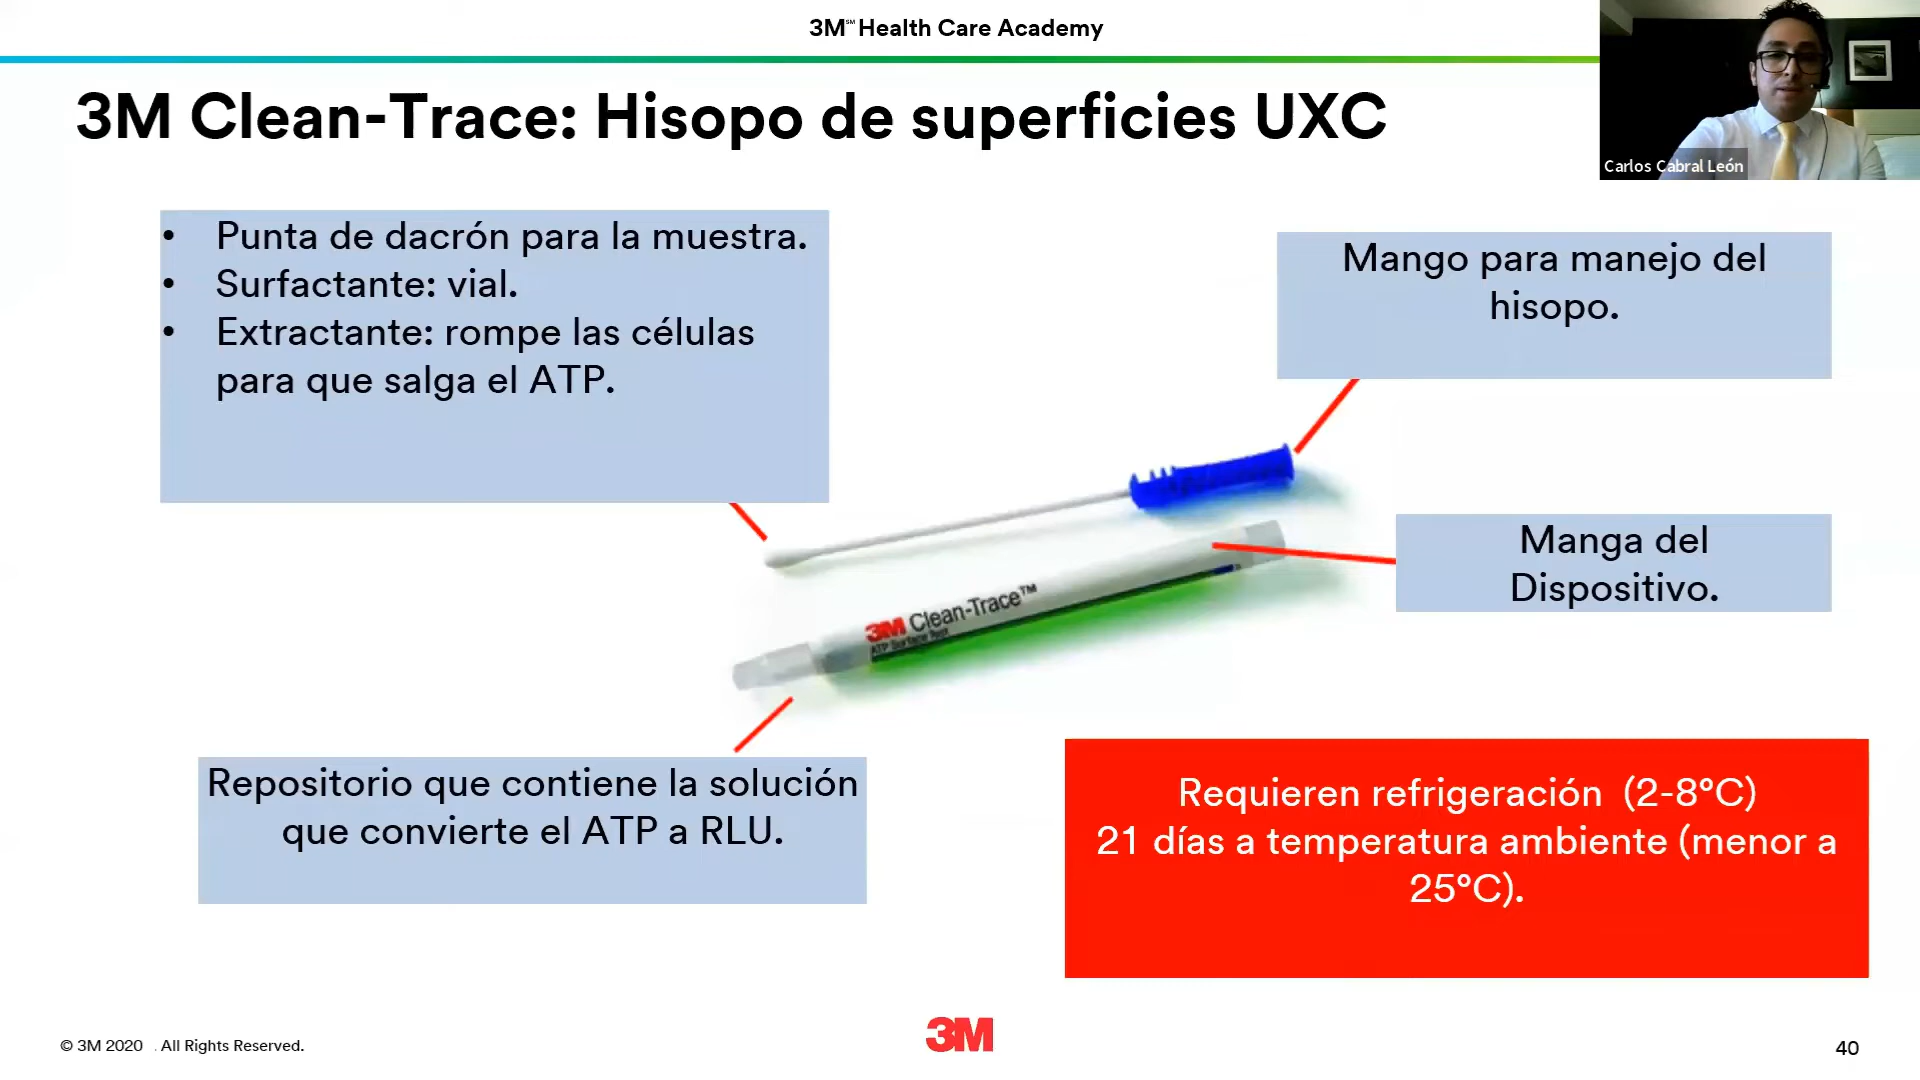 3M℠ Health Care Academy
3M Clean-Trace: Hisopo de superficies UXC
Carlos Cabral León
• Punta de dacrón para la muestra.
• Surfactante: vial.
• Extractante: rompe las células
para que salga el ATP.
Mango para manejo del
hisopo.
Manga del
Dispositivo.
3M Clean-Trace™
ATP Surface Test
Repositorio que contiene la solución
que convierte el ATP a RLU.
Requieren refrigeración (2-8°C)
21 días a temperatura ambiente (menor a
25°C).
© 3M 2020 . All Rights Reserved.
3M
40